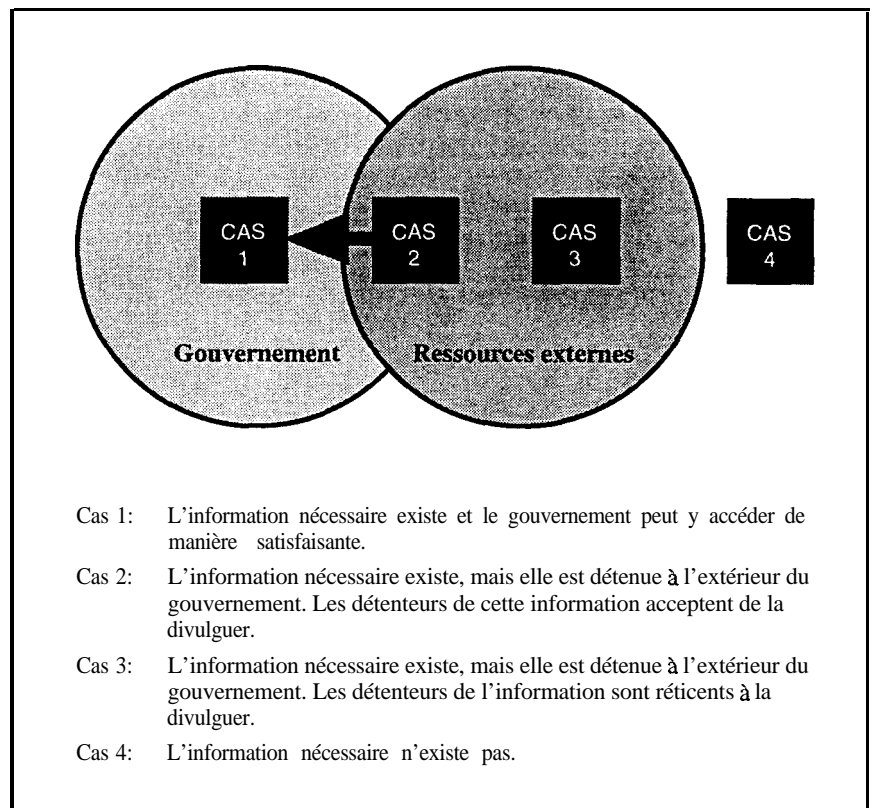 CAS
1
CAS
2
CAS
3
CAS
4
Gouvernement
Ressources externes
Cas 1: L'information nécessaire existe et le gouvernement peut y accéder de
manière satisfaisante.
Cas 2: L'information nécessaire existe, mais elle est détenue à l'extérieur du
gouvernement. Les détenteurs de cette information acceptent de la
divulguer.
Cas 3: L'information nécessaire existe, mais elle est détenue à l'extérieur du
gouvernement. Les détenteurs de l'information sont réticents à la
divulguer.
Cas 4: L'information nécessaire n'existe pas.